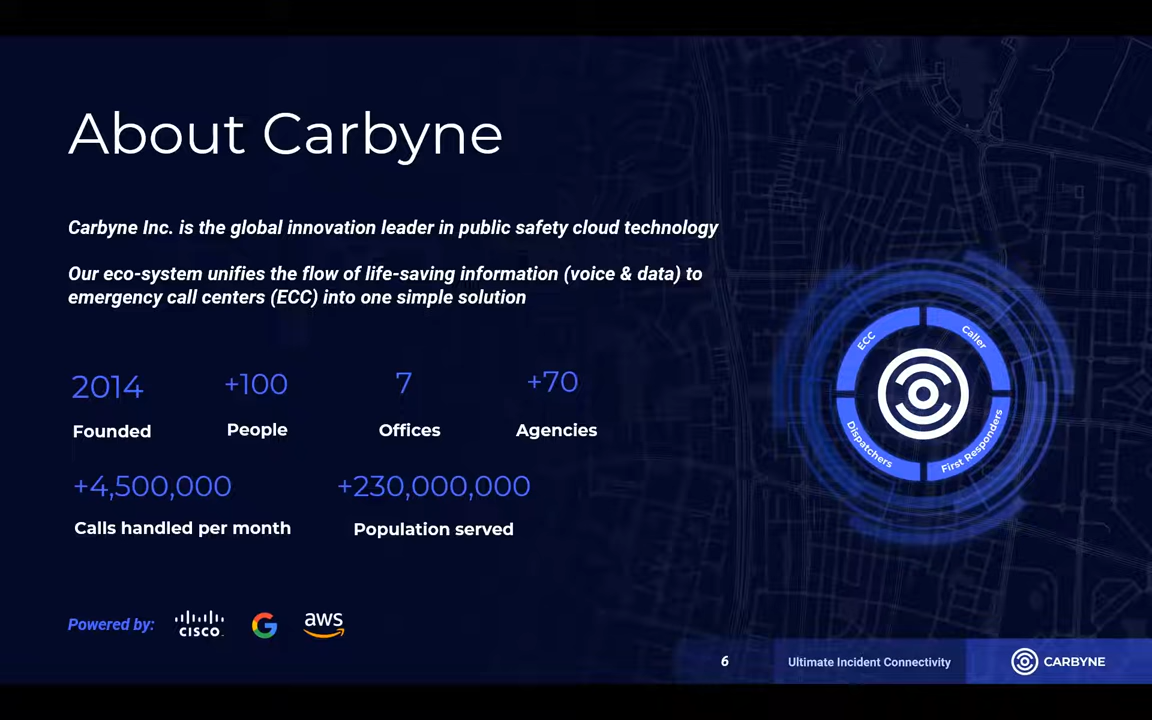 About Carbyne
Carbyne Inc. is the global innovation leader in public safety cloud technology
Our eco-system unifies the flow of life-saving information (voice & data) to
emergency call centers (ECC) into one simple solution
2014
Founded
+100
People
7
Offices
+70
Agencies
+4,500,000
Calls handled per month
+230,000,000
Population served
ECC
Caller
Dispatchers
First Responders
Powered by:
CISCO
G
aws
6
Ultimate Incident Connectivity
CARBYNE